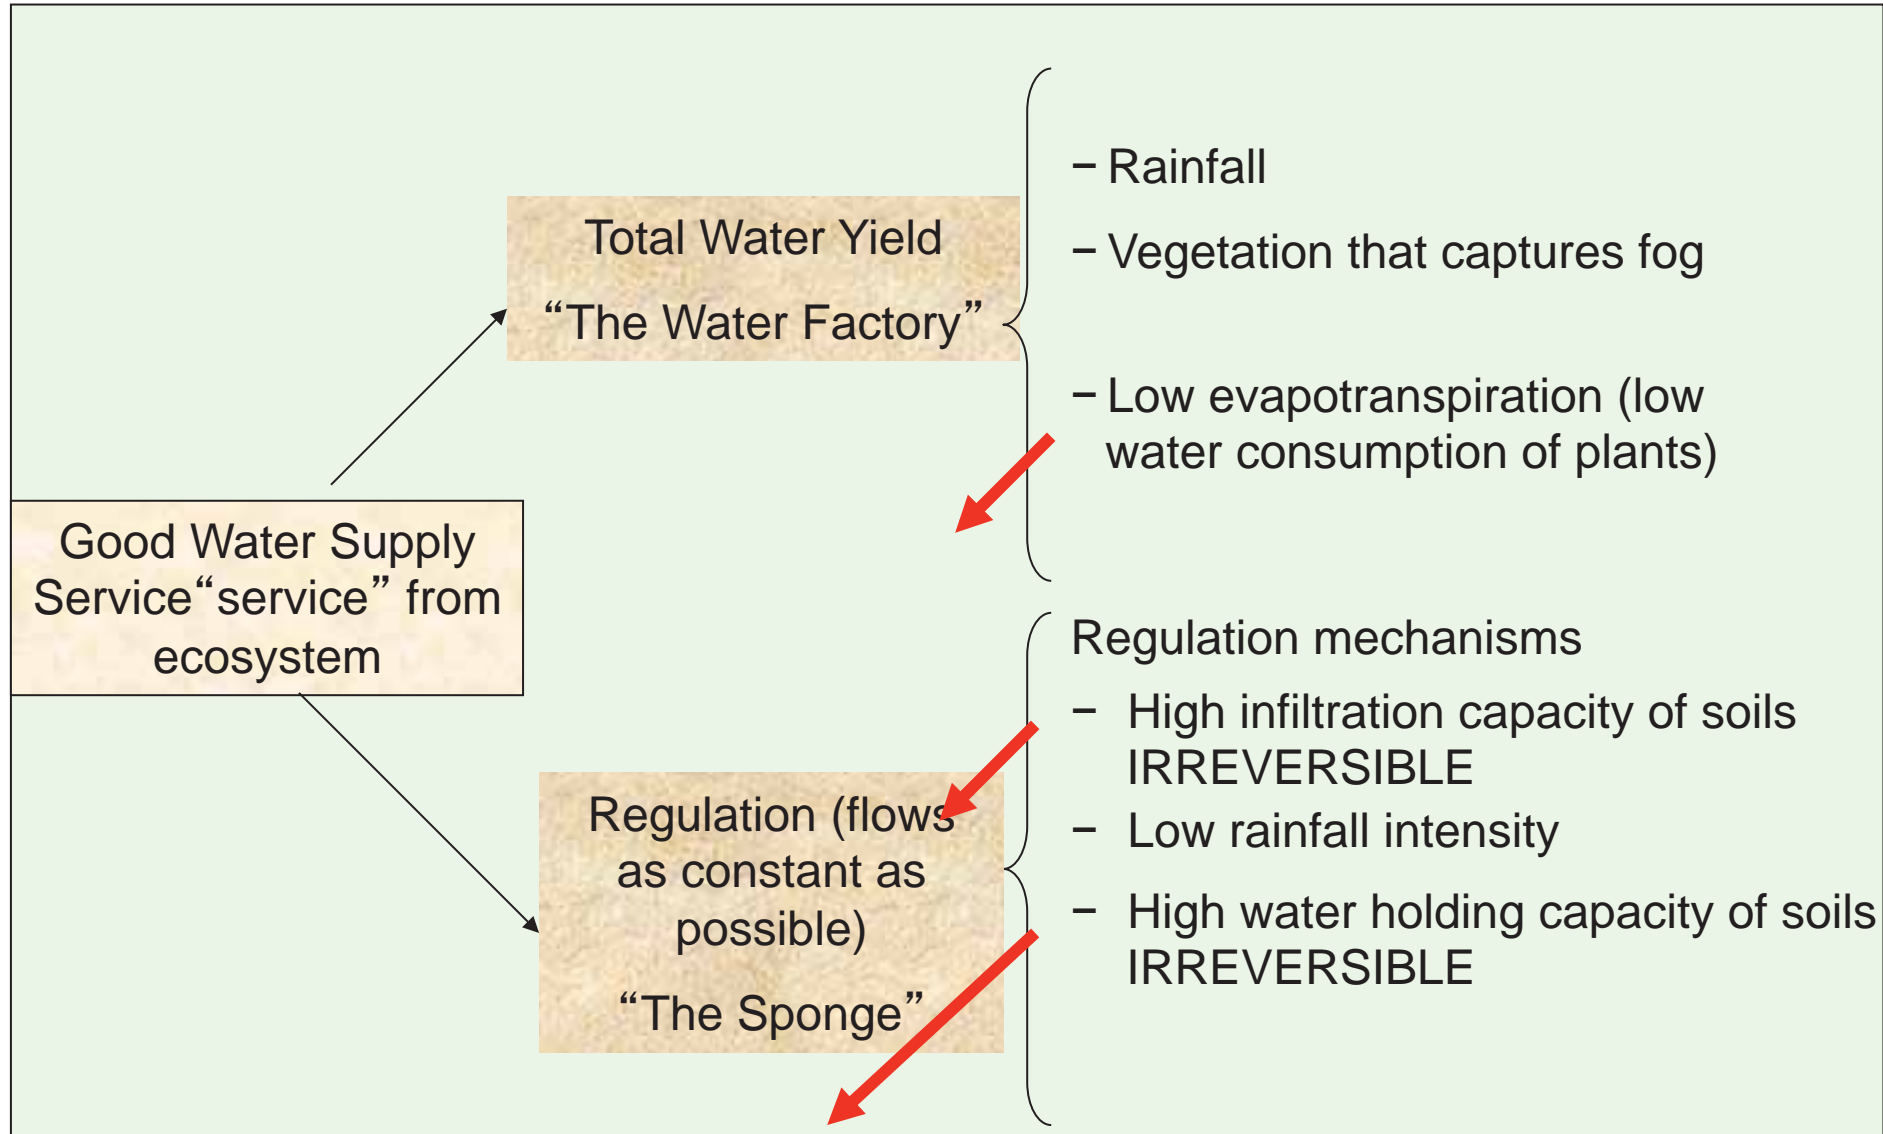 Good Water Supply
Service“service” from
ecosystem
Total Water Yield
“The Water Factory”
– Rainfall
– Vegetation that captures fog
– Low evapotranspiration (low
water consumption of plants)
Regulation (flows
as constant as
possible)
“The Sponge”
Regulation mechanisms
– High infiltration capacity of soils
IRREVERSIBLE
– Low rainfall intensity
– High water holding capacity of soils
IRREVERSIBLE